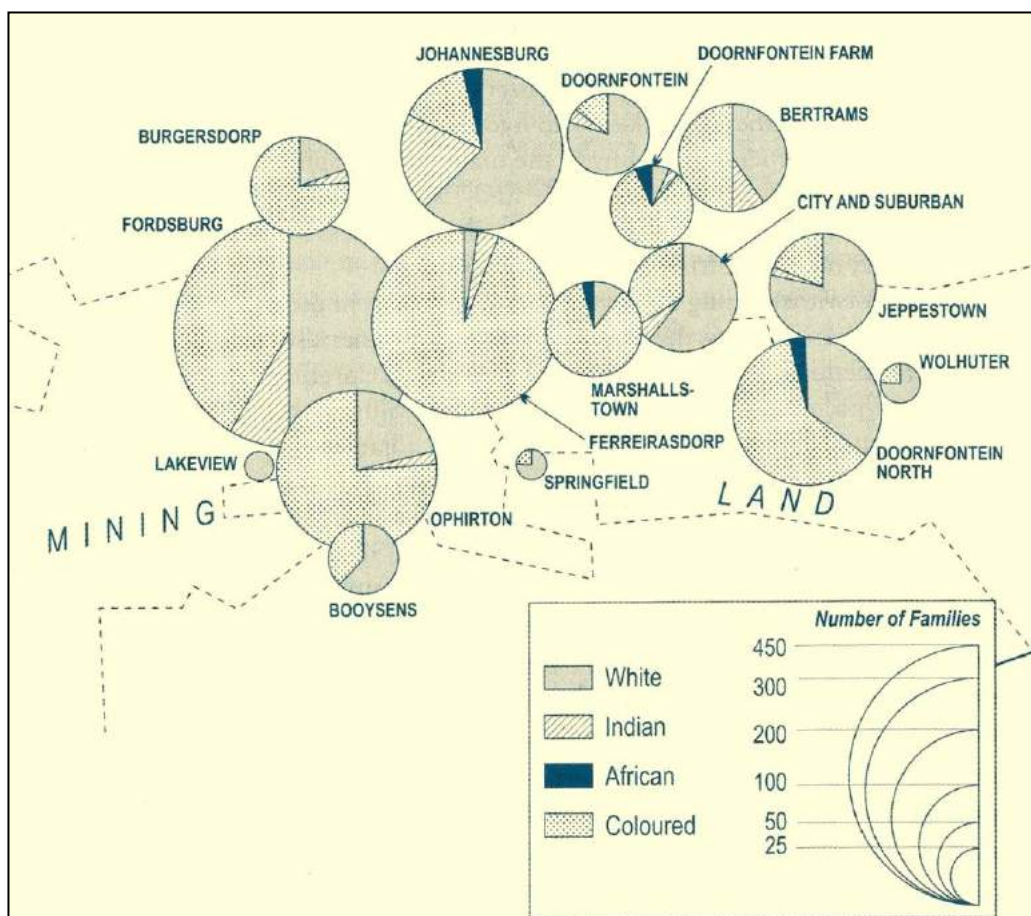 JOHANNESBURG
DOORNFONTEIN
DOORNFONTEIN FARM
BERTRAMS
BURGERSDORP
FORDSBURG
CITY AND SUBURBAN
JEPPESTOWN
WOLHUTER
MARSHALLS-
TOWN
FERREIRASDORP
DOORNFONTEIN
NORTH
LAKEVIEW
SPRINGFIELD
MINING
LAND
OPHIRTON
BOOYSENS
Number of Families
White
Indian
African
Coloured
450
300
200
100
50
25